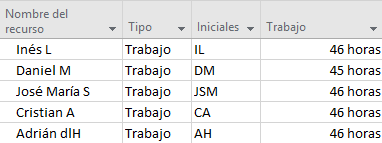 Nombre del recurso Tipo Iniciales Trabajo
Inés L Trabajo IL 46 horas
Daniel M Trabajo DM 45 horas
José María S Trabajo JSM 46 horas
Cristian A Trabajo CA 46 horas
Adrián dlH Trabajo AH 46 horas